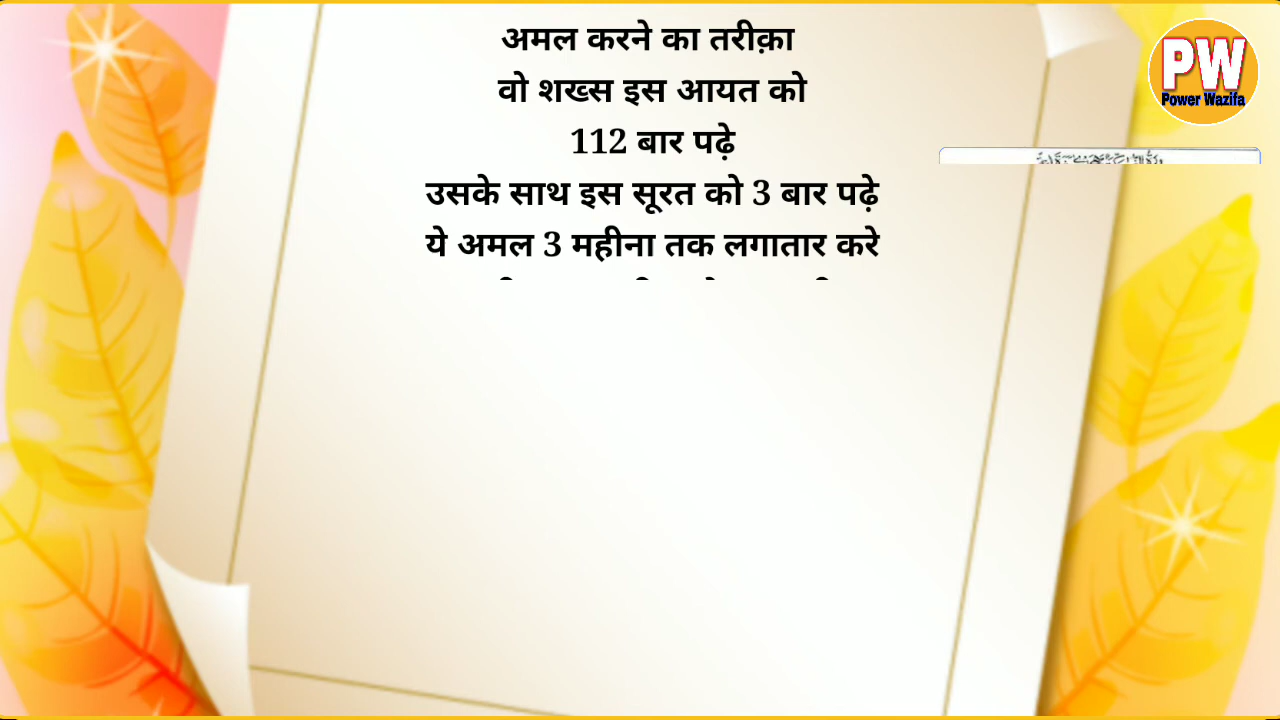 अमल करने का तरीक़ा
वो शख्स इस आयत को
112 बार पढ़े
उसके साथ इस सूरत को 3 बार पढ़े
ये अमल 3 महीना तक लगातार करे
PW
Power Wazifa